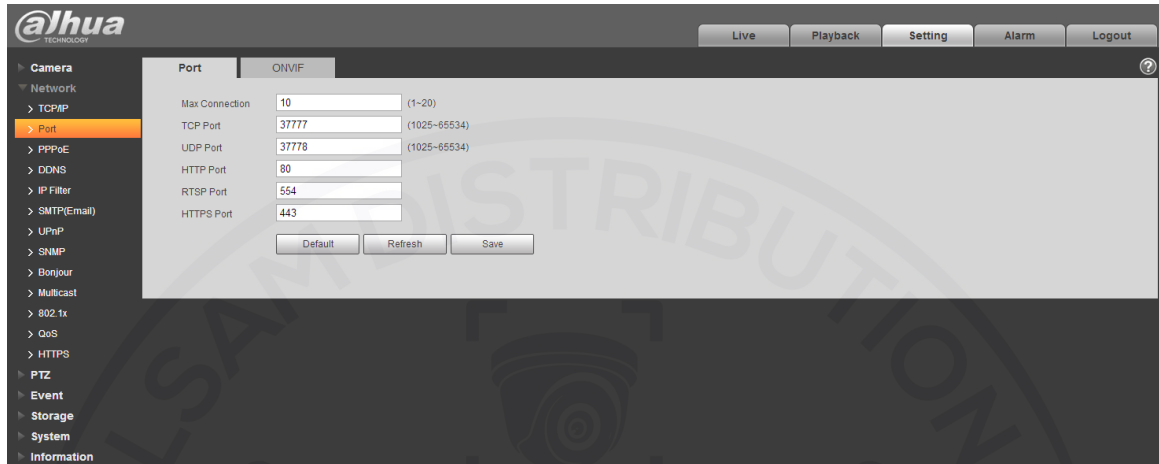 alhua
TECHNOLOGY
Live Playback Setting Alarm Logout
Camera
Network
TCP/IP
Port
PPPoE
DDNS
IP Filter
SMTP(Email)
UPnP
SNMP
Bonjour
Multicast
802.1x
QoS
HTTPS
PTZ
Event
Storage
System
Information
Port ONVIF
?
Max Connection 10 (1~20)
TCP Port 37777 (1025~65534)
UDP Port 37778 (1025~65534)
HTTP Port 80
RTSP Port 554
HTTPS Port 443
Default Refresh Save
LSAM DISTRIBUTION